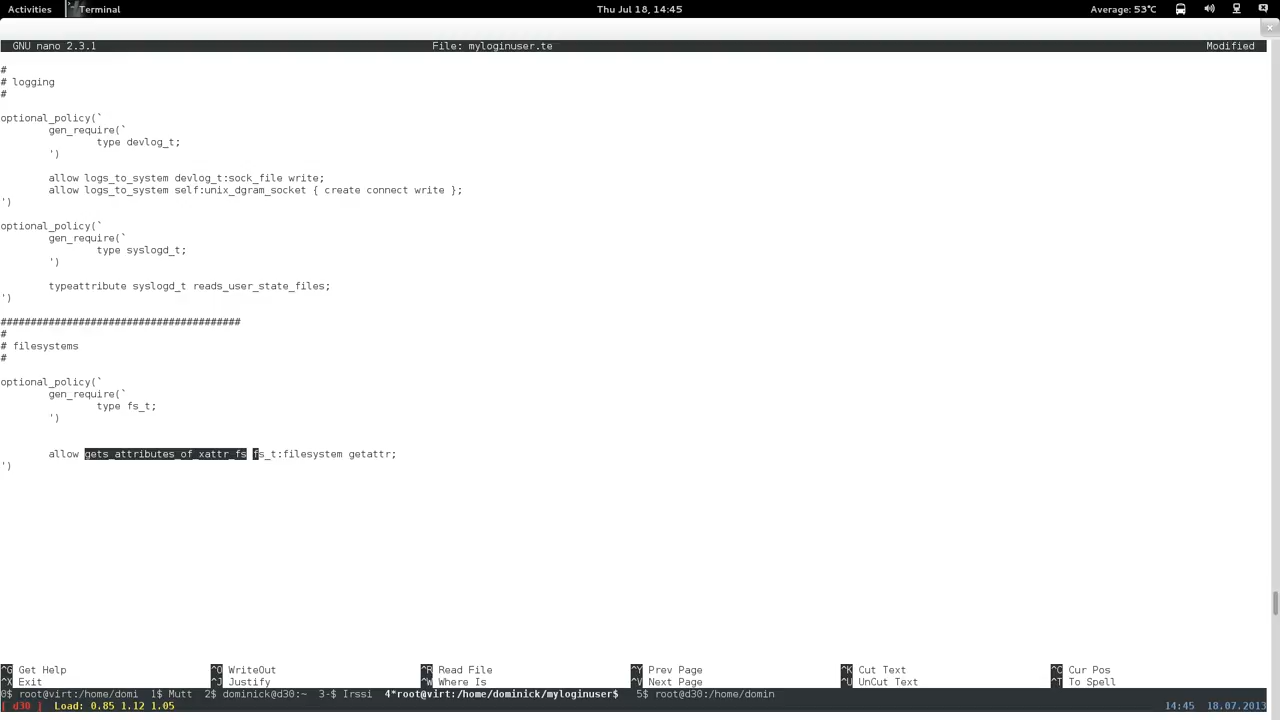 Activities Terminal Thu Jul 18, 14:45 Average: 53°C
GNU nano 2.3.1 File: myloginuser.te Modified
#
# logging
#
optional_policy(`
gen_require(`
type devlog_t;
')
allow logs_to_system devlog_t:sock_file write;
allow logs_to_system self:unix_dgram_socket { create connect write };
')
optional_policy(`
gen_require(`
type syslogd_t;
')
typeattribute syslogd_t reads_user_state_files;
')
########################################
#
# filesystems
#
optional_policy(`
gen_require(`
type fs_t;
')
allow gets_attributes_of_xattr_fs fs_t:filesystem getattr;
')
^G Get Help ^O WriteOut ^R Read File ^Y Prev Page ^K Cut Text ^C Cur Pos
^X Exit ^J Justify ^W Where Is ^V Next Page ^U UnCut Text ^T To Spell
0$ root@virt:/home/domi 1$ Mutt 2$ dominick@d30:~ 3-$ Irssi 4*root@virt:/home/dominick/myloginuser$ 5$ root@d30:/home/domin
[ d30 ] Load: 0.85 1.12 1.05 14:45 18.07.2013